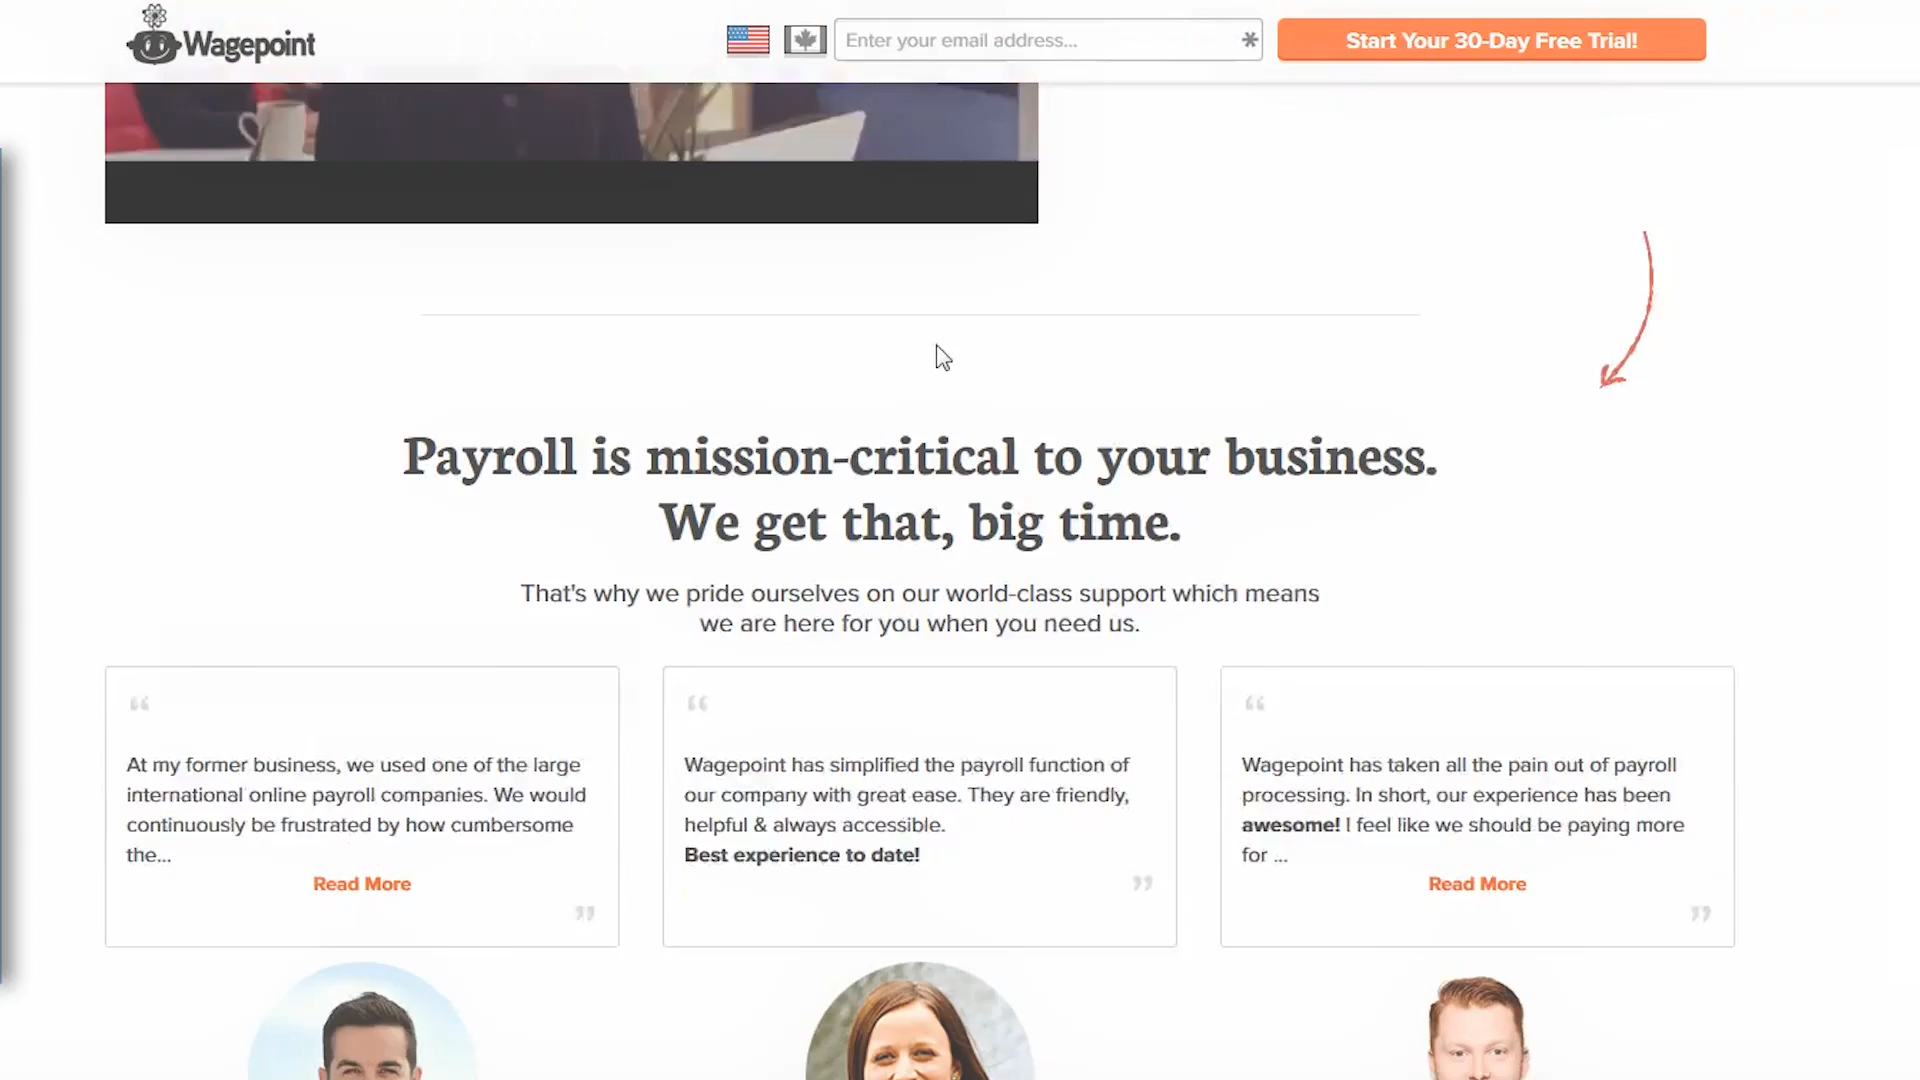 Wagepoint
Enter your email address...
*
Start Your 30-Day Free Trial!
Payroll is mission-critical to your business.
We get that, big time.
That's why we pride ourselves on our world-class support which means
we are here for you when you need us.
“
At my former business, we used one of the large
international online payroll companies. We would
continuously be frustrated by how cumbersome
the...
Read More
”
“
Wagepoint has simplified the payroll function of
our company with great ease. They are friendly,
helpful & always accessible.
Best experience to date!
”
“
Wagepoint has taken all the pain out of payroll
processing. In short, our experience has been
awesome! I feel like we should be paying more
for ...
Read More
”